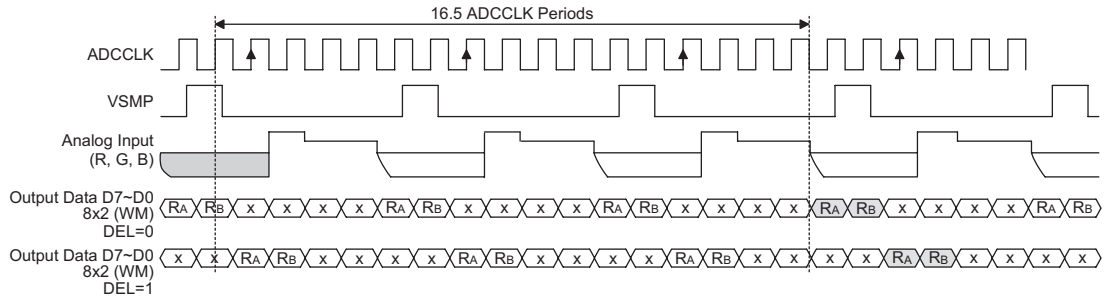 16.5 ADCCLK Periods
ADCCLK
VSMP
Analog Input
(R, G, B)
Output Data D7~D0
8x2 (WM)
DEL=0
RA RB x x x x RA RB x x x x RA RB x x x x RA RB x x x x RA RB
Output Data D7~D0
8x2 (WM)
DEL=1
x x RA RB x x x x RA RB x x x x RA RB x x x x RA RB x x x x